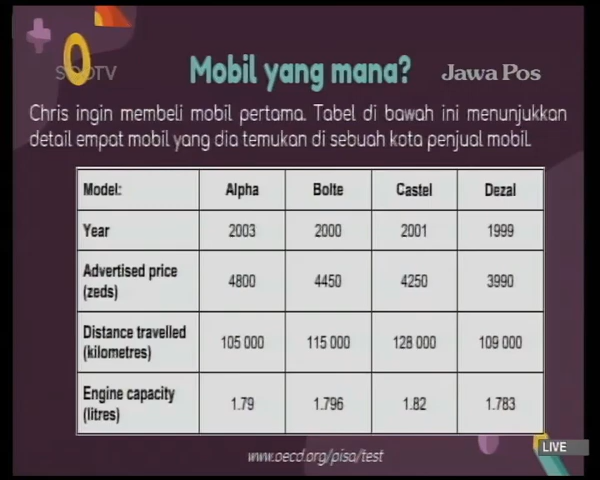 SBOTV
Mobil yang mana?
Jawa Pos
Chris ingin membeli mobil pertama. Tabel di bawah ini menunjukkan
detail empat mobil yang dia temukan di sebuah kota penjual mobil.
Model: Alpha Bolte Castel Dezal
Year 2003 2000 2001 1999
Advertised price
(zeds) 4800 4450 4250 3990
Distance travelled
(kilometres) 105 000 115 000 128 000 109 000
Engine capacity
(litres) 1.79 1.796 1.82 1.783
www.oecd.org/pisa/test
LIVE